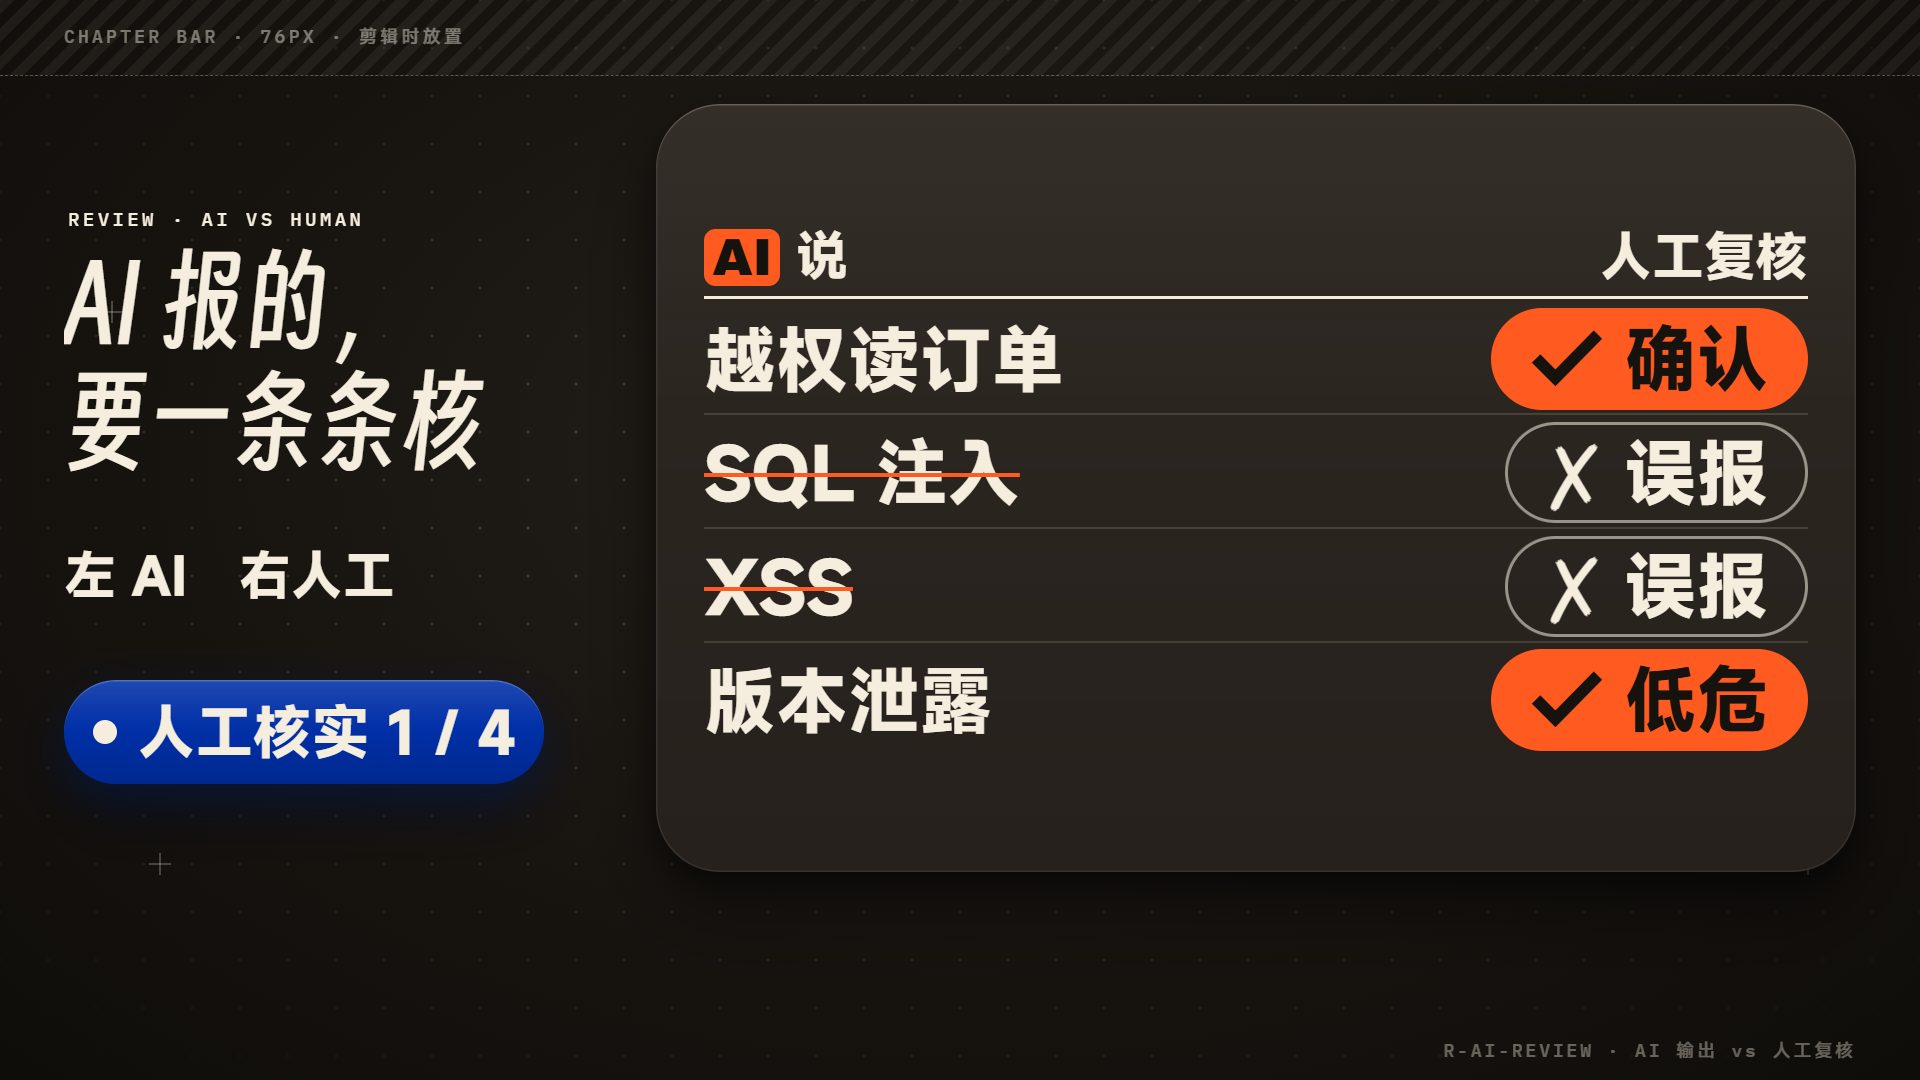 CHAPTER BAR · 76PX · 剪辑时放置
REVIEW · AI VS HUMAN
AI 报的，
要一条条核
左 AI 右人工
人工核实 1 / 4
AI 说 人工复核
越权读订单 ✓ 确认
SQL 注入 ✗ 误报
XSS ✗ 误报
版本泄露 ✓ 低危
R-AI-REVIEW · AI 输出 vs 人工复核